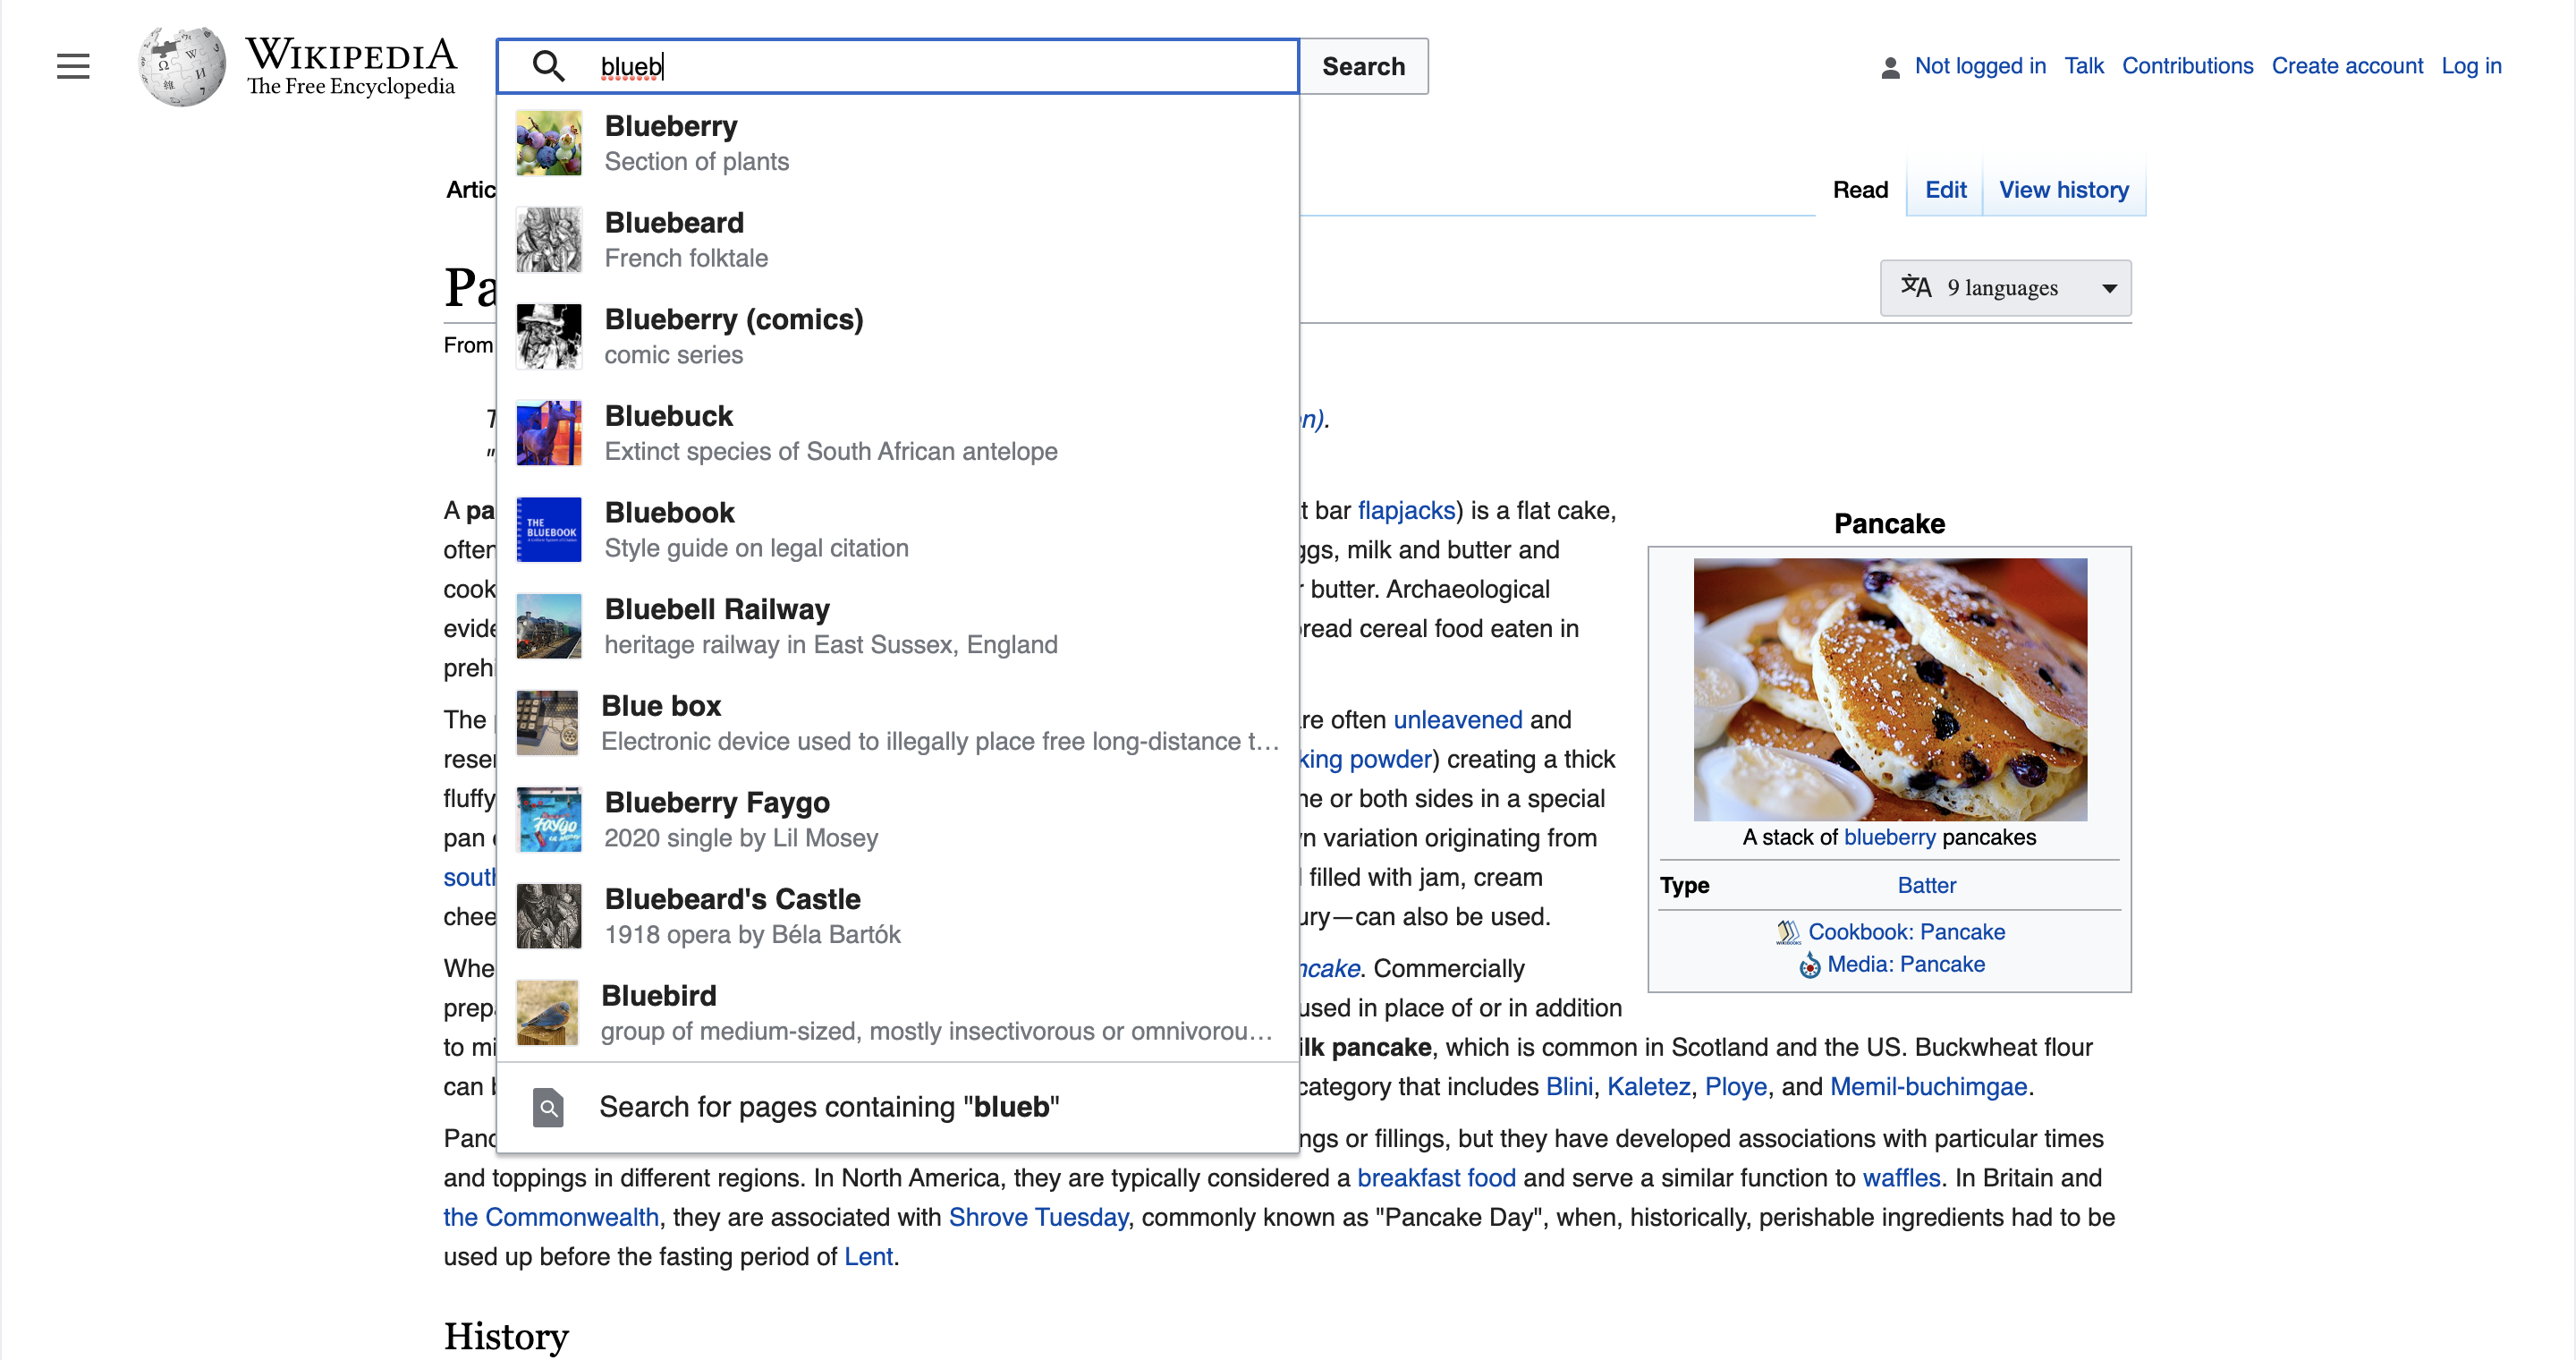 WIKIPEDIA
The Free Encyclopedia
blueb
Search
Not logged in Talk Contributions Create account Log in
Blueberry
Section of plants
Bluebeard
French folktale
Blueberry (comics)
comic series
Bluebuck
Extinct species of South African antelope
THE
BLUEBOOK
Bluebook
Style guide on legal citation
Bluebell Railway
heritage railway in East Sussex, England
Blue box
Electronic device used to illegally place free long-distance t…
Faygo
Blueberry Faygo
2020 single by Lil Mosey
Bluebeard's Castle
1918 opera by Béla Bartók
Bluebird
group of medium-sized, mostly insectivorous or omnivorou…
Search for pages containing "blueb"
Artic
Read Edit View history
Pa
9 languages
From
n).
A pa t bar flapjacks) is a flat cake,
often ggs, milk and butter and
cook r butter. Archaeological
evide read cereal food eaten in
prehi
The re often unleavened and
reser king powder) creating a thick
fluffy ne or both sides in a special
pan n variation originating from
south filled with jam, cream
chee ury—can also be used.
Whe ncake. Commercially
prepa used in place of or in addition
to mi ilk pancake, which is common in Scotland and the US. Buckwheat flour
can category that includes Blini, Kaletez, Ploye, and Memil-buchimgae.
Panc ngs or fillings, but they have developed associations with particular times
and toppings in different regions. In North America, they are typically considered a breakfast food and serve a similar function to waffles. In Britain and
the Commonwealth, they are associated with Shrove Tuesday, commonly known as "Pancake Day", when, historically, perishable ingredients had to be
used up before the fasting period of Lent.
Pancake
A stack of blueberry pancakes
Type Batter
Cookbook: Pancake
Media: Pancake
History